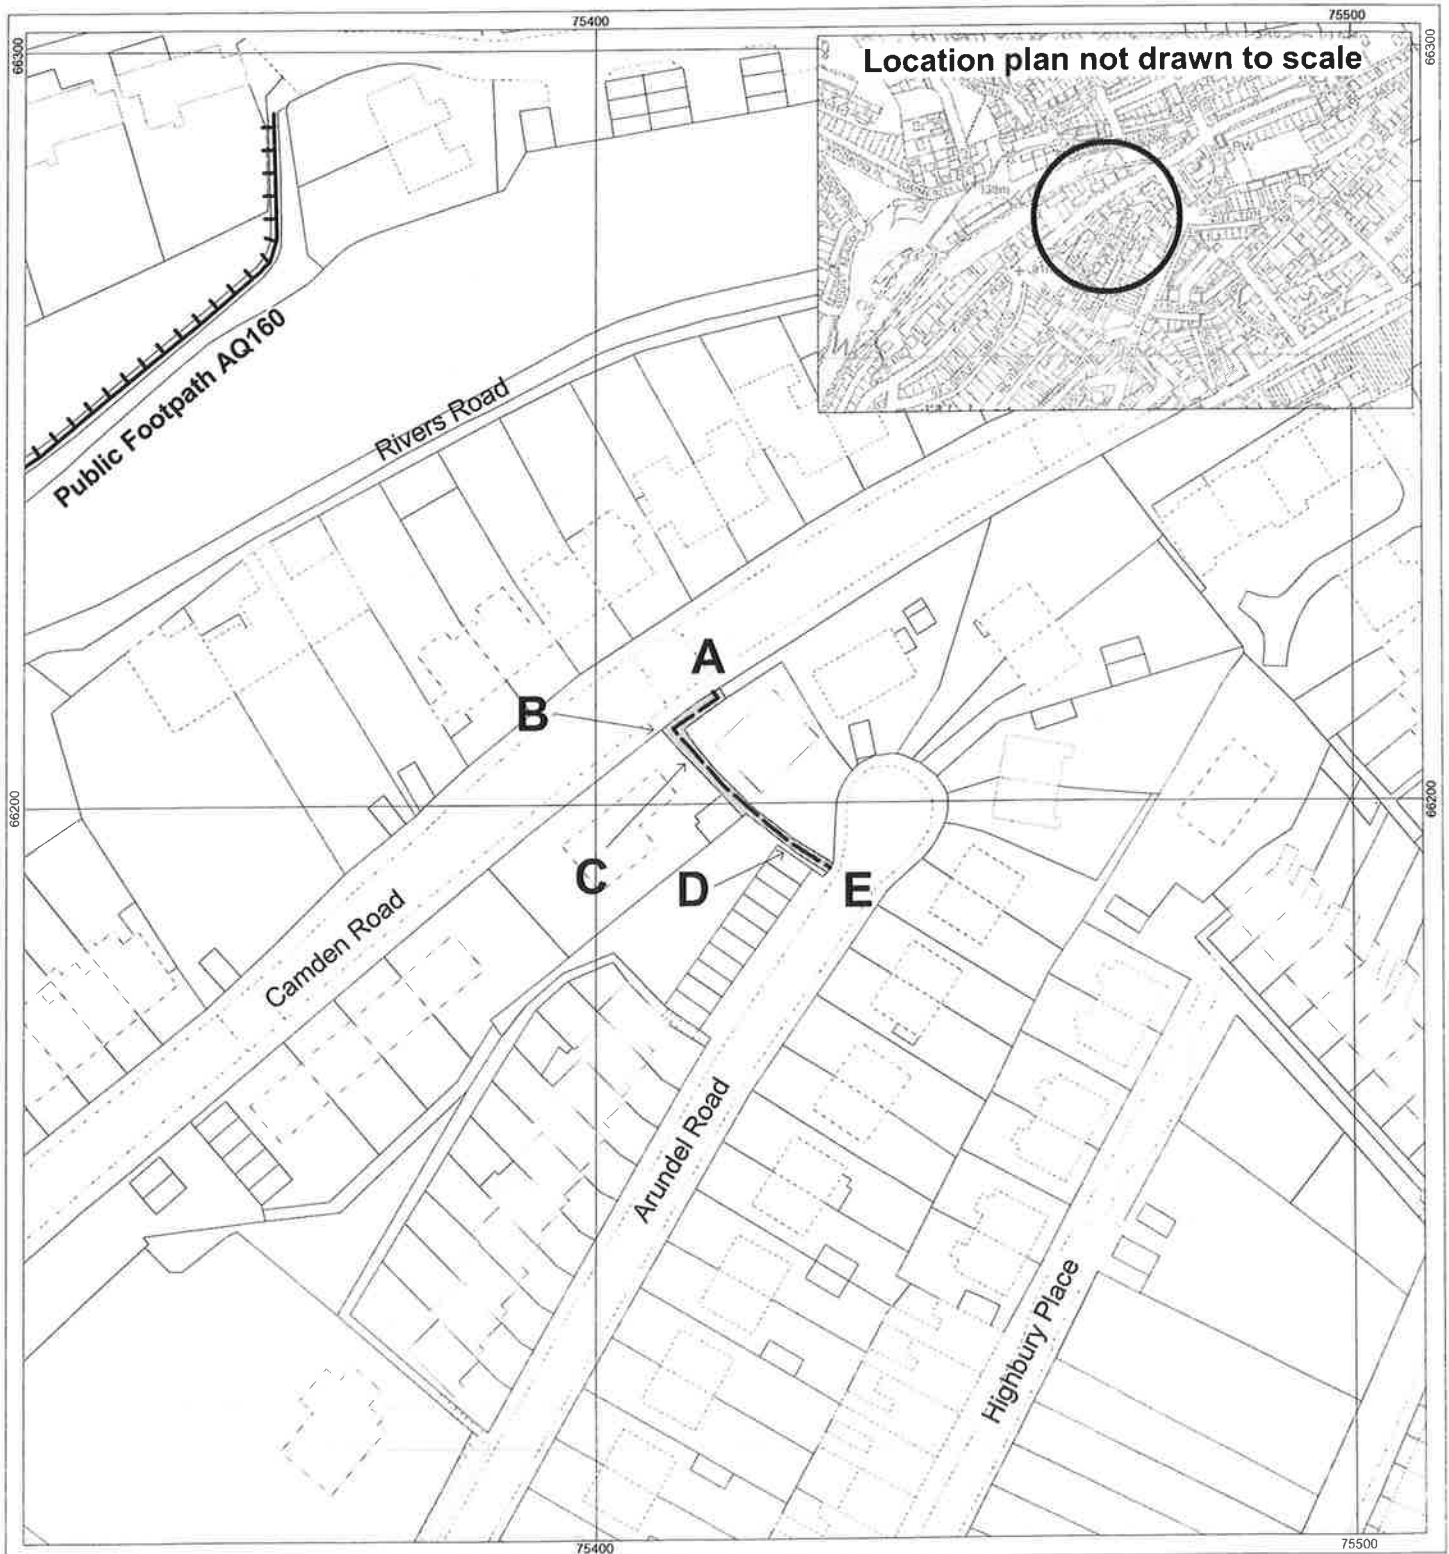 75400
75500
66300
66300
Location plan not drawn to scale
Public Footpath AQ160
Rivers Road
A
B
66200
66200
C
D
E
Camden Road
Arundel Road
Highbury Place
75400
75500